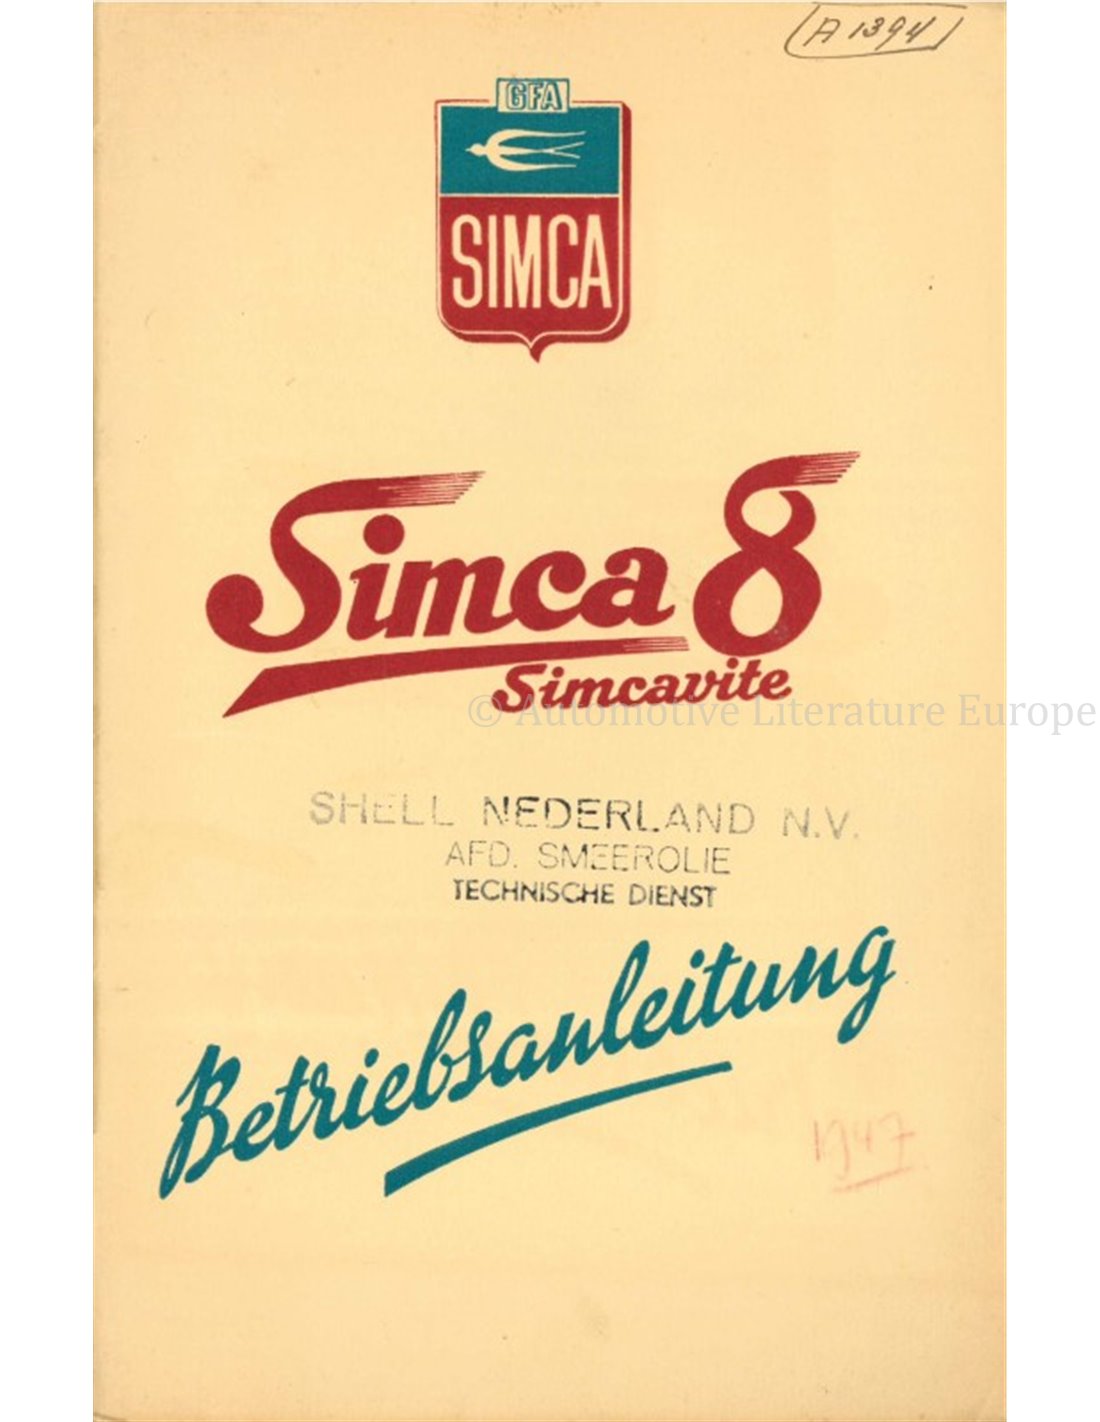 A 1394
GFA
SIMCA
Simca 8
Simcavite
© Automotive Literature Europe
SHELL NEDERLAND N.V.
AFD. SMEEROLIE
TECHNISCHE DIENST
Betriebsanleitung
1947